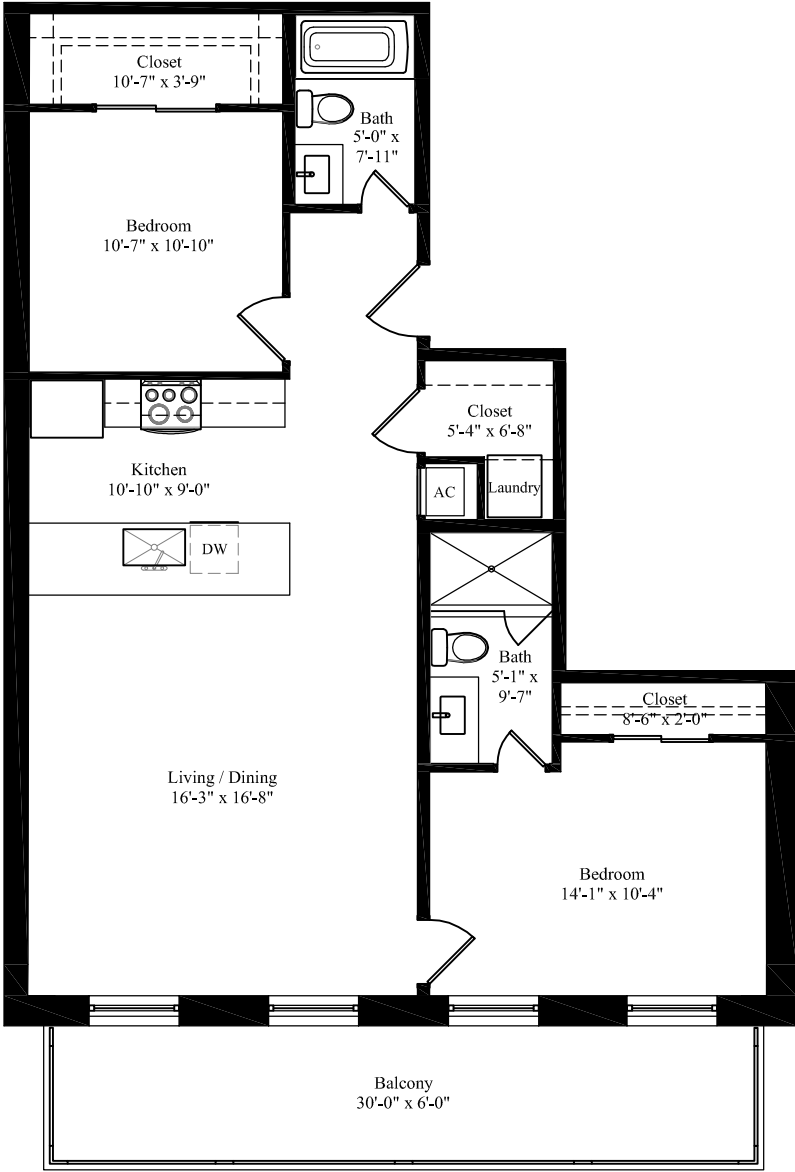 Closet
10'-7" x 3'-9"
Bath
5'-0" x
7'-11"
Bedroom
10'-7" x 10'-10"
Closet
5'-4" x 6'-8"
Kitchen
10'-10" x 9'-0"
AC
Laundry
DW
Bath
5'-1" x
9'-7"
Closet
8'-6" x 2'-0"
Living / Dining
16'-3" x 16'-8"
Bedroom
14'-1" x 10'-4"
Balcony
30'-0" x 6'-0"